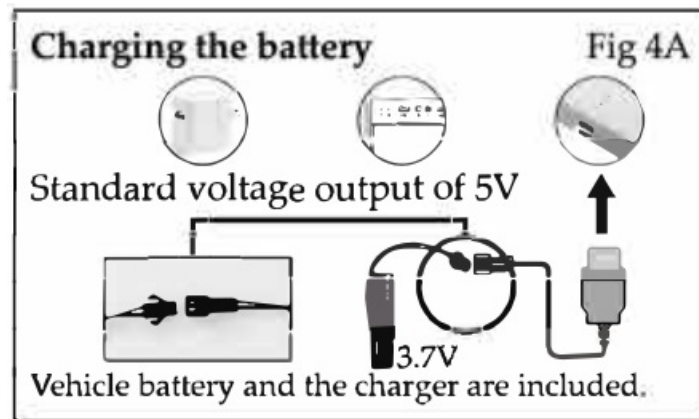 Charging the battery Fig 4A
Standard voltage output of 5V
3.7V
Vehicle battery and the charger are included.